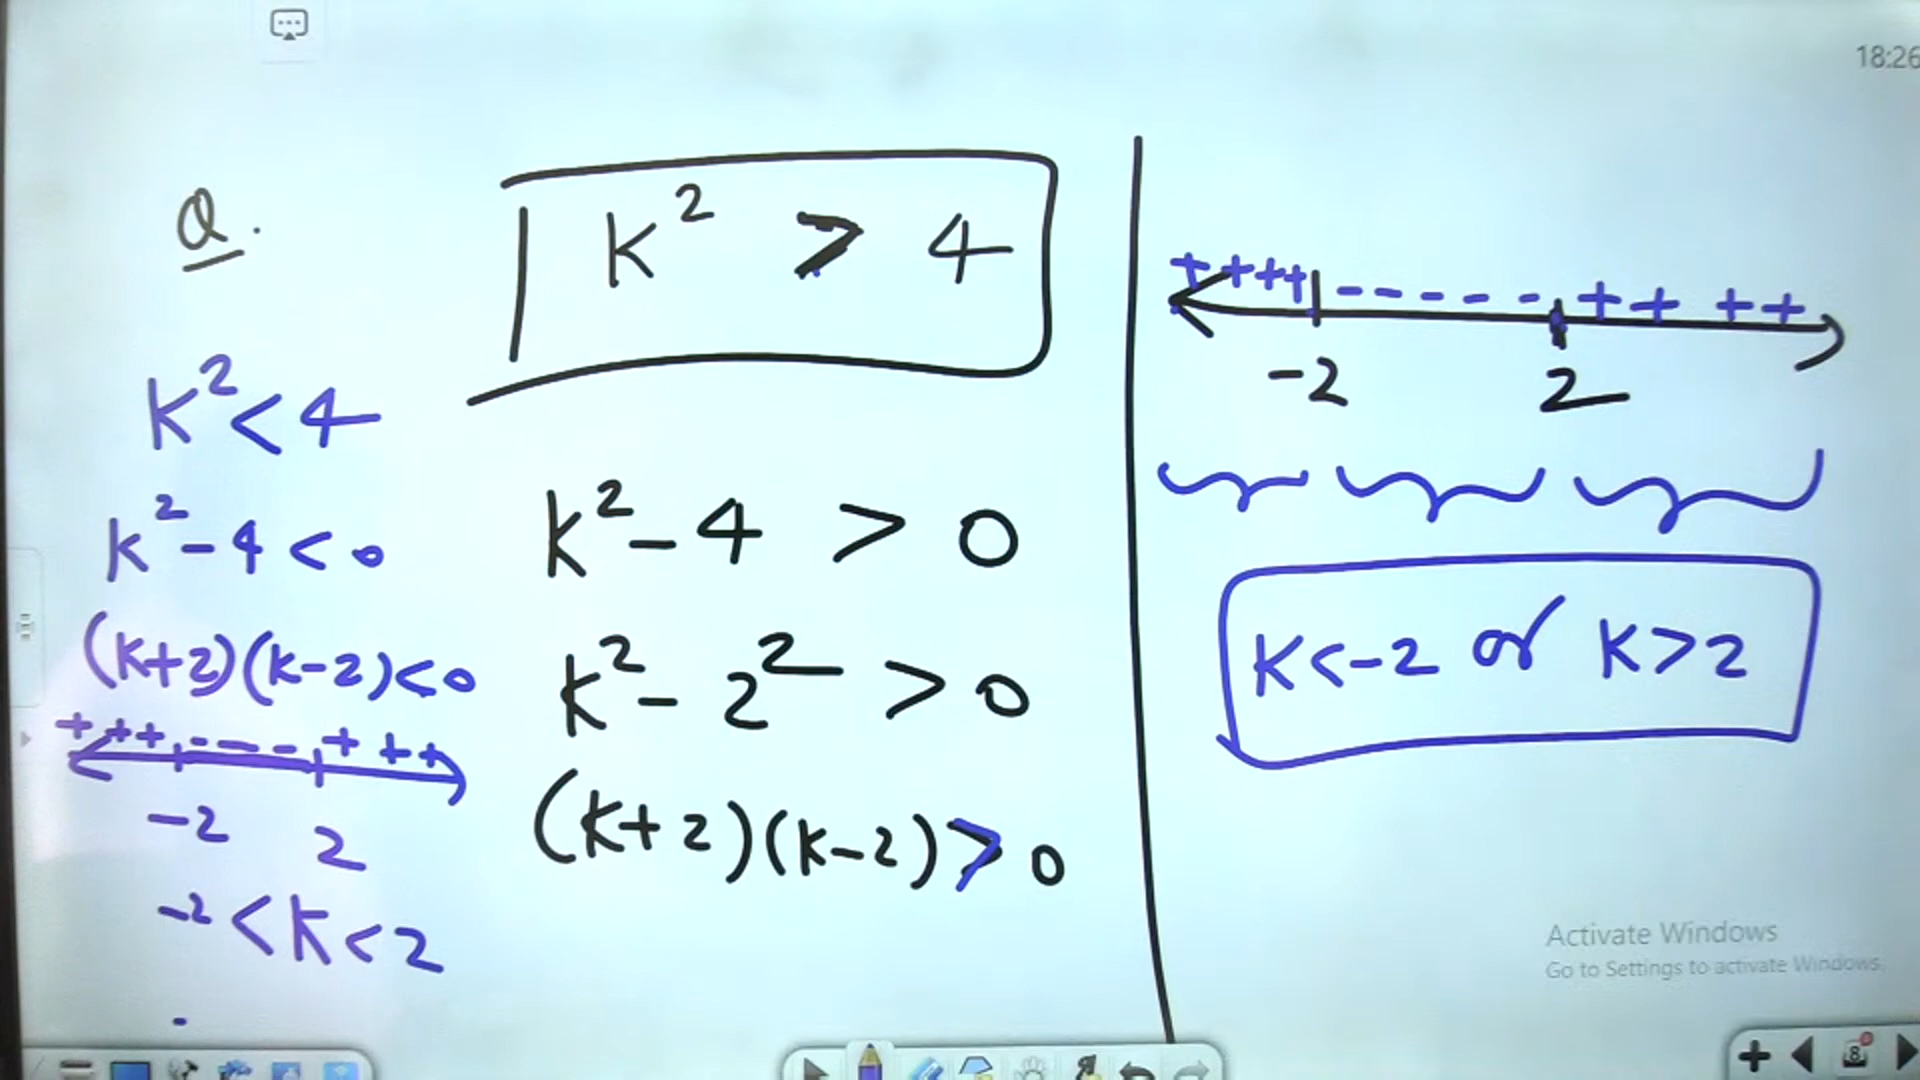 18:26
Q.
K² > 4
K² < 4
K² - 4 < 0
(K+2)(K-2) < 0
+ + + - - - - + + +
-2 2
-2 < K < 2
K² - 4 > 0
K² - 2² > 0
(K+2)(K-2) > 0
+ + + + - - - - - + + + +
-2 2
K < -2 or K > 2
Activate Windows
Go to Settings to activate Windows.
8